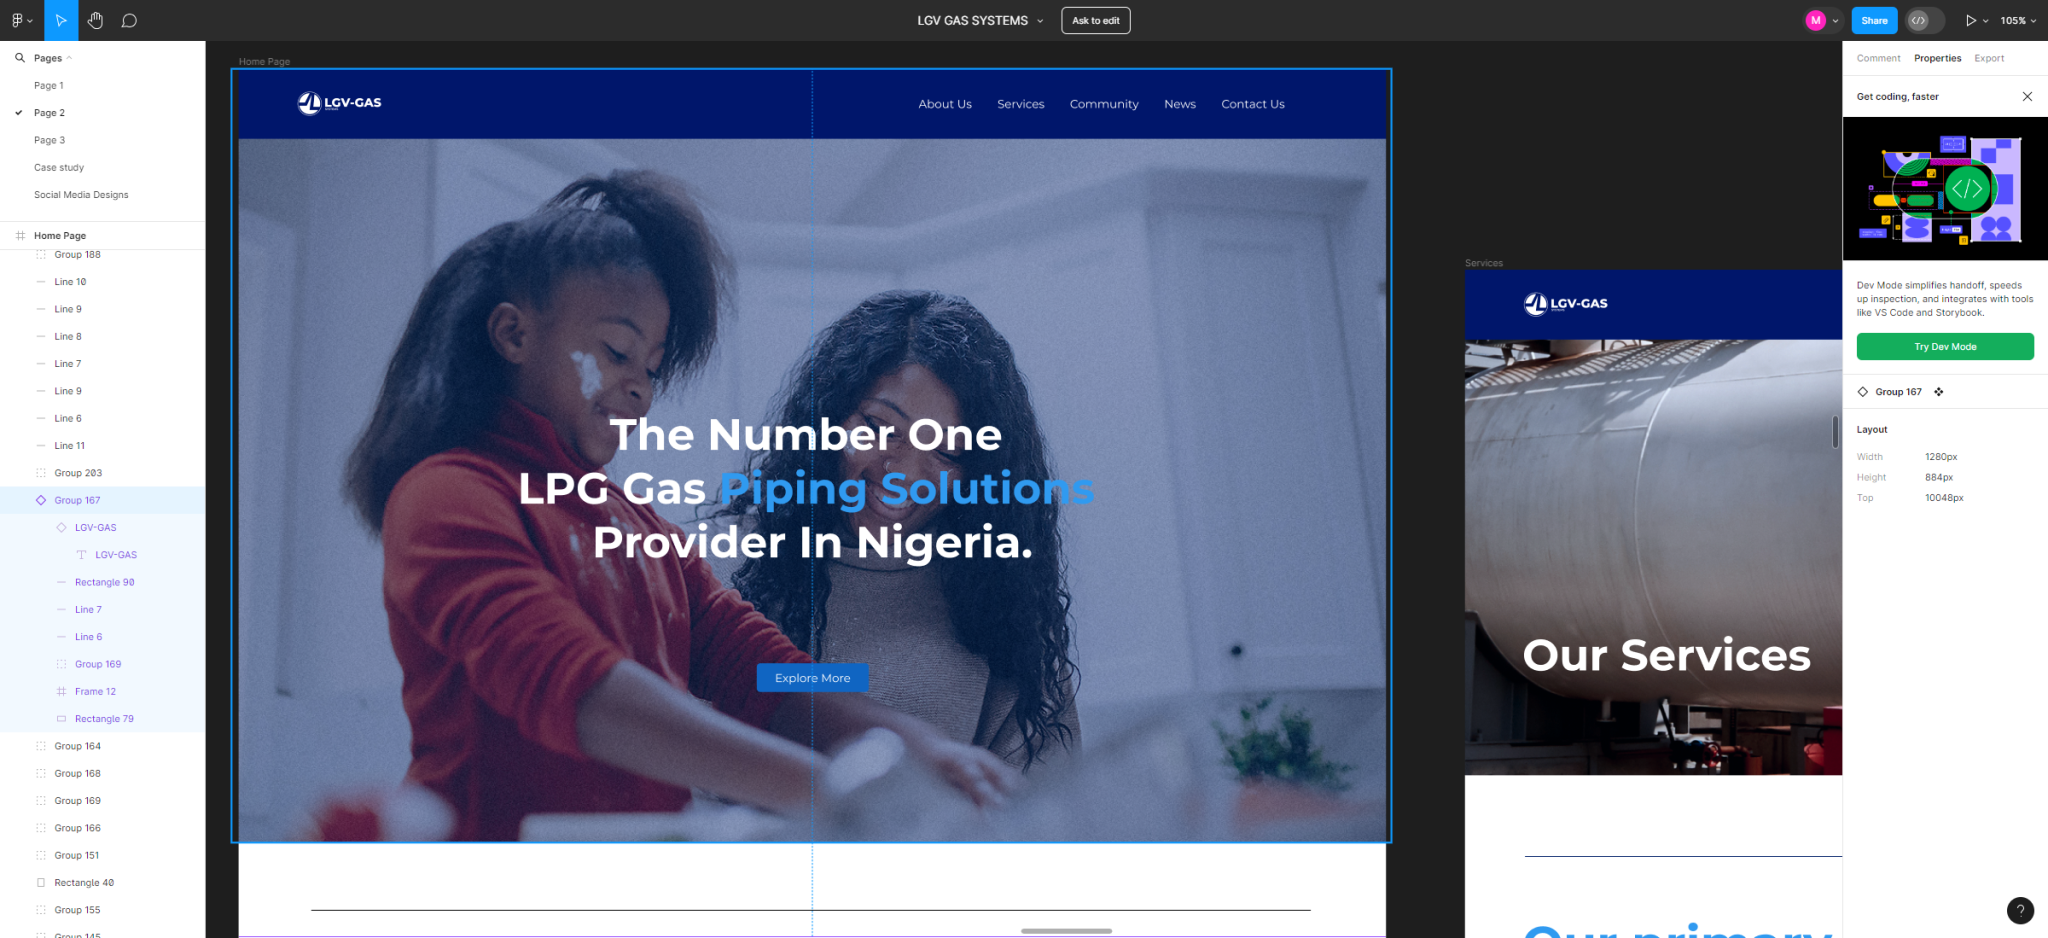 LGV GAS SYSTEMS
Ask to edit
M
Share
105%
Pages
Page 1
Page 2
Page 3
Case study
Social Media Designs
Home Page
Group 188
Line 10
Line 9
Line 8
Line 7
Line 9
Line 6
Line 11
Group 203
Group 167
LGV-GAS
LGV-GAS
Rectangle 90
Line 7
Line 6
Group 169
Frame 12
Rectangle 79
Group 164
Group 168
Group 169
Group 166
Group 151
Rectangle 40
Group 155
Group 145
Home Page
LGV-GAS
About Us
Services
Community
News
Contact Us
The Number One
LPG Gas Piping Solutions
Provider In Nigeria.
Explore More
Services
LGV-GAS
Our Services
Our primary
Comment
Properties
Export
Get coding, faster
Dev Mode simplifies handoff, speeds
up inspection, and integrates with tools
like VS Code and Storybook.
Try Dev Mode
Group 167
Layout
Width 1280px
Height 884px
Top 10048px
?